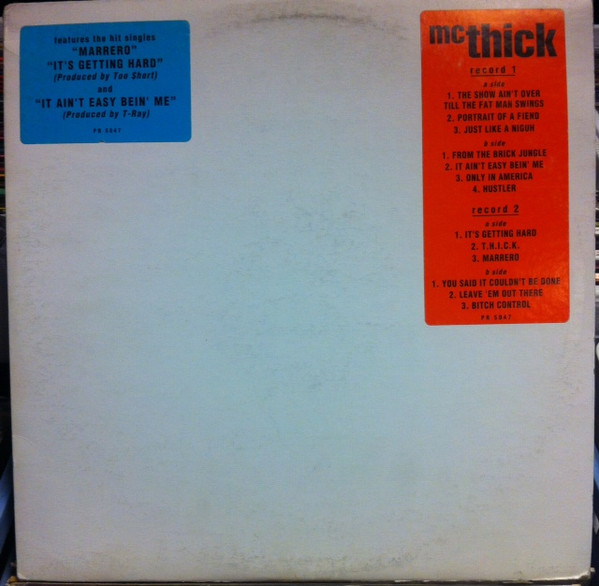 features the hit singles
"MARRERO"
"IT'S GETTING HARD"
(Produced by Too Short)
and
"IT AIN'T EASY BEIN' ME"
(Produced by T-Ray)
PR 5047
mcthick
record 1
a side
1. THE SHOW AIN'T OVER
TILL THE FAT MAN SWINGS
2. PORTRAIT OF A FIEND
3. JUST LIKE A NIGUH
b side
1. FROM THE BRICK JUNGLE
2. IT AIN'T EASY BEIN' ME
3. ONLY IN AMERICA
4. HUSTLER
record 2
a side
1. IT'S GETTING HARD
2. T.H.I.C.K.
3. MARRERO
b side
1. YOU SAID IT COULDN'T BE DONE
2. LEAVE 'EM OUT THERE
3. BITCH CONTROL
PR 5047